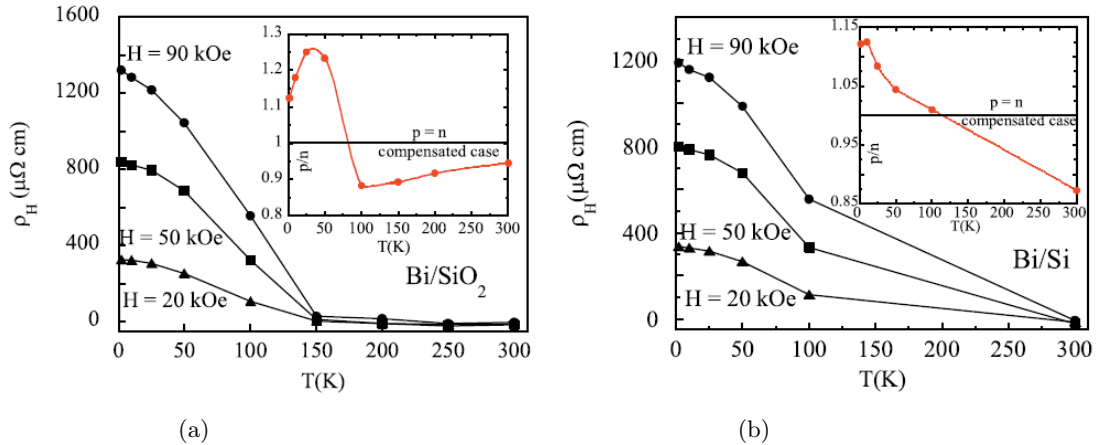 1600
1200
800
400
0
ρ_H (μΩ cm)
H = 90 kOe
H = 50 kOe
H = 20 kOe
Bi/SiO₂
0 50 100 150 200 250 300
T(K)
1.3
1.2
1.1
1
0.9
0.8
p/n
p = n
compensated case
0 50 100 150 200 250 300
T(K)
(a)
1200
800
400
0
ρ_H(μΩ cm)
H = 90 kOe
H = 50 kOe
H = 20 kOe
Bi/Si
0 50 100 150 200 250 300
T(K)
1.15
1.05
0.95
0.85
p/n
p = n
compensated case
0 50 100 150 200 250 300
T(K)
(b)